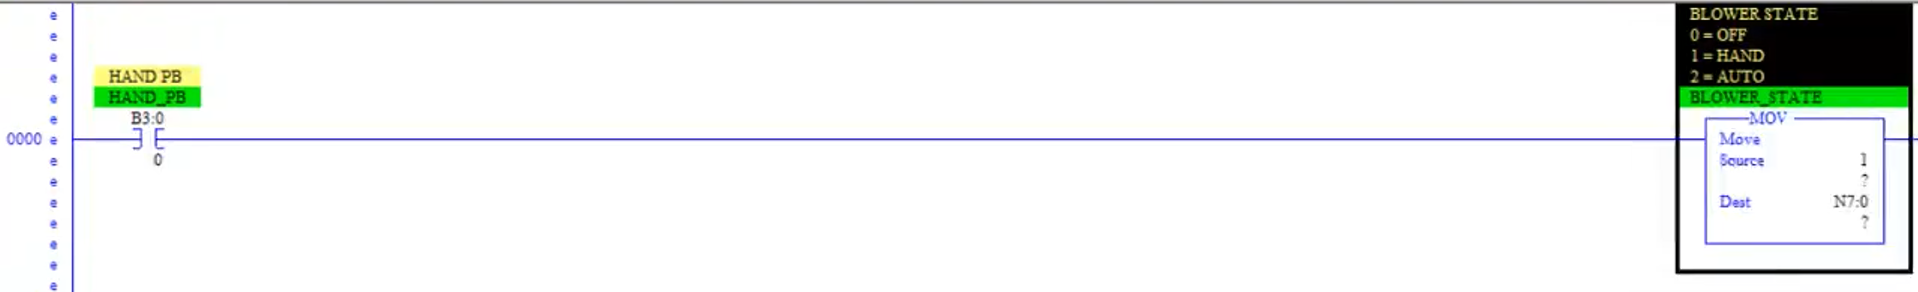 e
e
e
e
e
e
0000 e
e
e
e
e
e
e
e
HAND PB
HAND_PB
B3:0
] [
0
BLOWER STATE
0 = OFF
1 = HAND
2 = AUTO
BLOWER_STATE
MOV
Move
Source 1
?
Dest N7:0
?